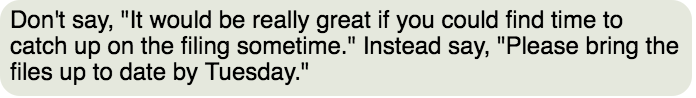 Don't say, "It would be really great if you could find time to
catch up on the filing sometime." Instead say, "Please bring the
files up to date by Tuesday."